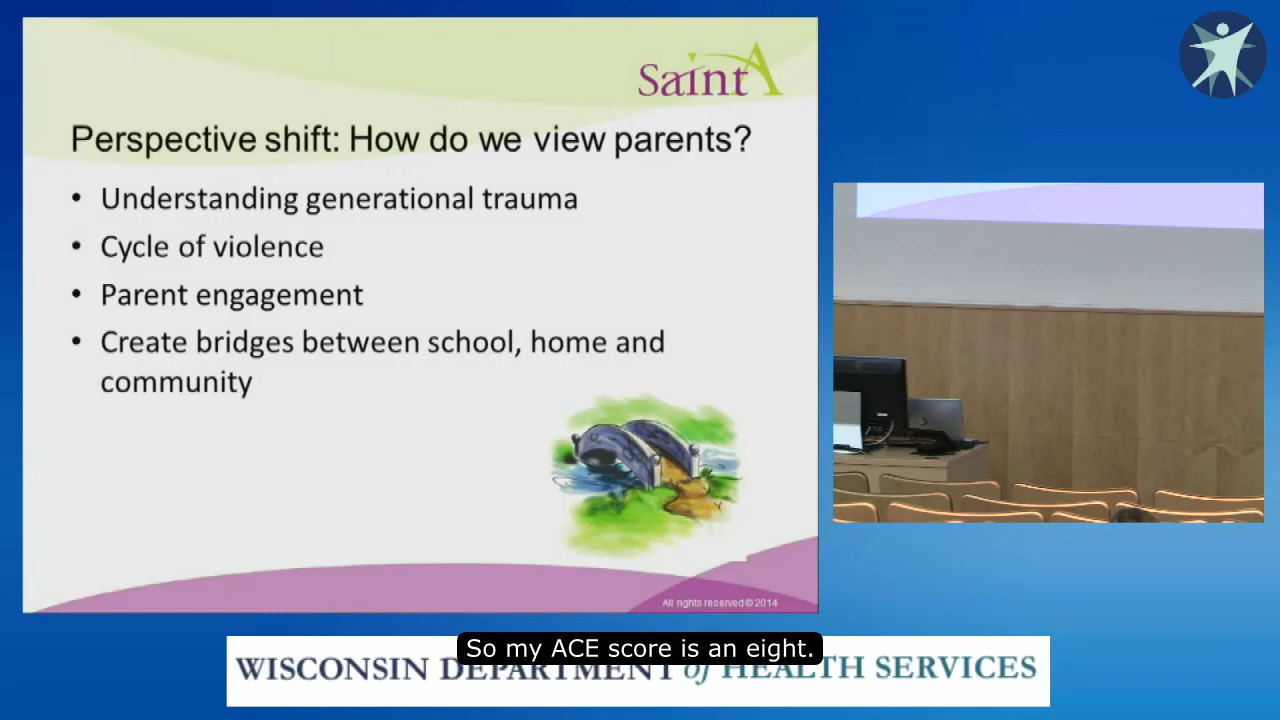 SaintA
Perspective shift: How do we view parents?
• Understanding generational trauma
• Cycle of violence
• Parent engagement
• Create bridges between school, home and
community
All rights reserved©2014
So my ACE score is an eight.
WISCONSIN DEPARTMENT of HEALTH SERVICES